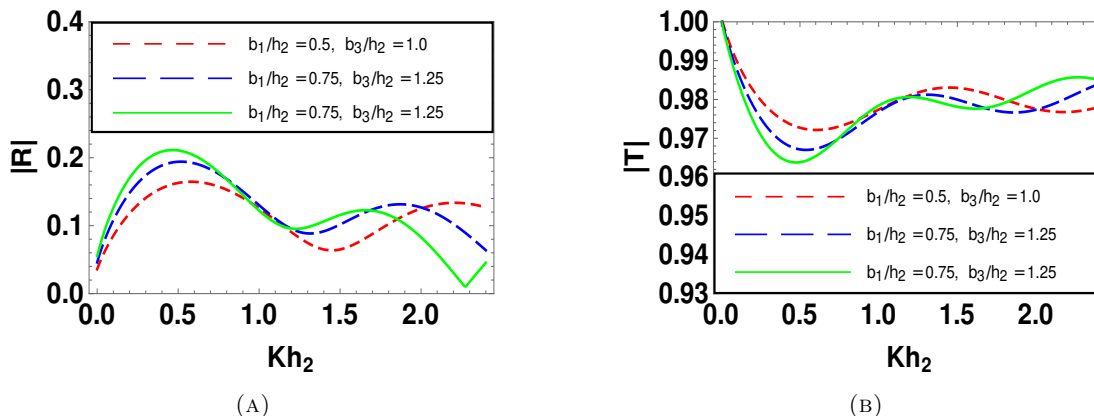 0.4
0.3
0.2
0.1
0.0
|R|
b1/h2 =0.5, b3/h2 =1.0
b1/h2 =0.75, b3/h2 =1.25
b1/h2 =0.75, b3/h2 =1.25
0.0 0.5 1.0 1.5 2.0
Kh2
(A)
1.00
0.99
0.98
0.97
0.96
0.95
0.94
0.93
|T|
b1/h2 =0.5, b3/h2 =1.0
b1/h2 =0.75, b3/h2 =1.25
b1/h2 =0.75, b3/h2 =1.25
0.0 0.5 1.0 1.5 2.0
Kh2
(B)